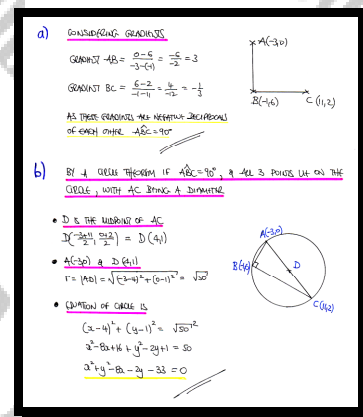 a) CONSIDERING GRADIENTS
A(-3,0)
GRADIENT AB = 0-6 / -3-(-1) = -6 / -2 = 3
GRADIENT BC = 6-2 / -1-11 = 4 / -12 = -1/3
B(-1,6) C(11,2)
AS THESE GRADIENTS ARE NEGATIVE RECIPROCALS
OF EACH OTHER ABC = 90°
b) BY A CIRCLE THEOREM IF ABC = 90°, ALL 3 POINTS LIE ON THE
CIRCLE, WITH AC BEING A DIAMETER
• D IS THE MIDPOINT OF AC
D(-3+11 / 2, 0+2 / 2) = D(4,1)
• A(-3,0) & D(4,1)
r = |AD| = √(-3-4)² + (0-1)² = √50
• EQUATION OF CIRCLE IS
(x-4)² + (y-1)² = √50²
x²-8x+16 + y²-2y+1 = 50
x²+y²-8x-2y-33 = 0
A(-3,0)
B(-1,6)
D
C(11,2)